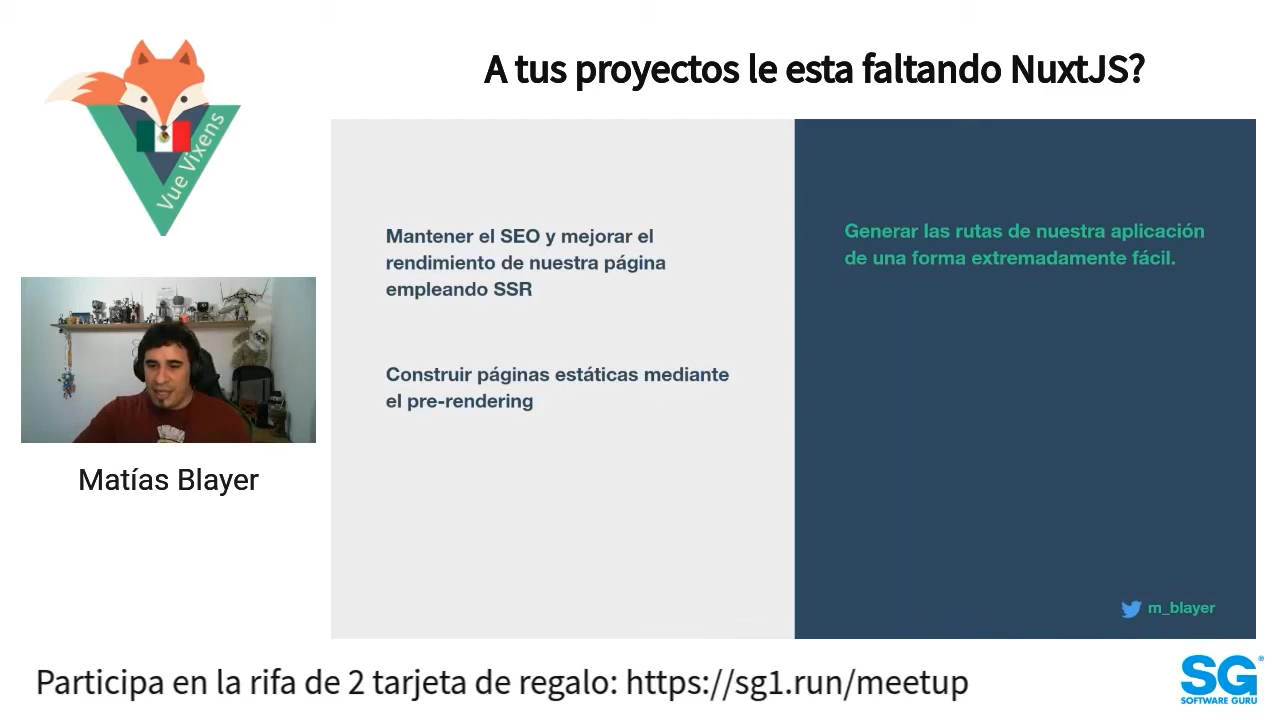 A tus proyectos le esta faltando NuxtJS?
Vue Vixens
Mantener el SEO y mejorar el
rendimiento de nuestra página
empleando SSR
Construir páginas estáticas mediante
el pre-rendering
Generar las rutas de nuestra aplicación
de una forma extremadamente fácil.
m_blayer
Matías Blayer
Participa en la rifa de 2 tarjeta de regalo: https://sg1.run/meetup
SG®
SOFTWARE GURU